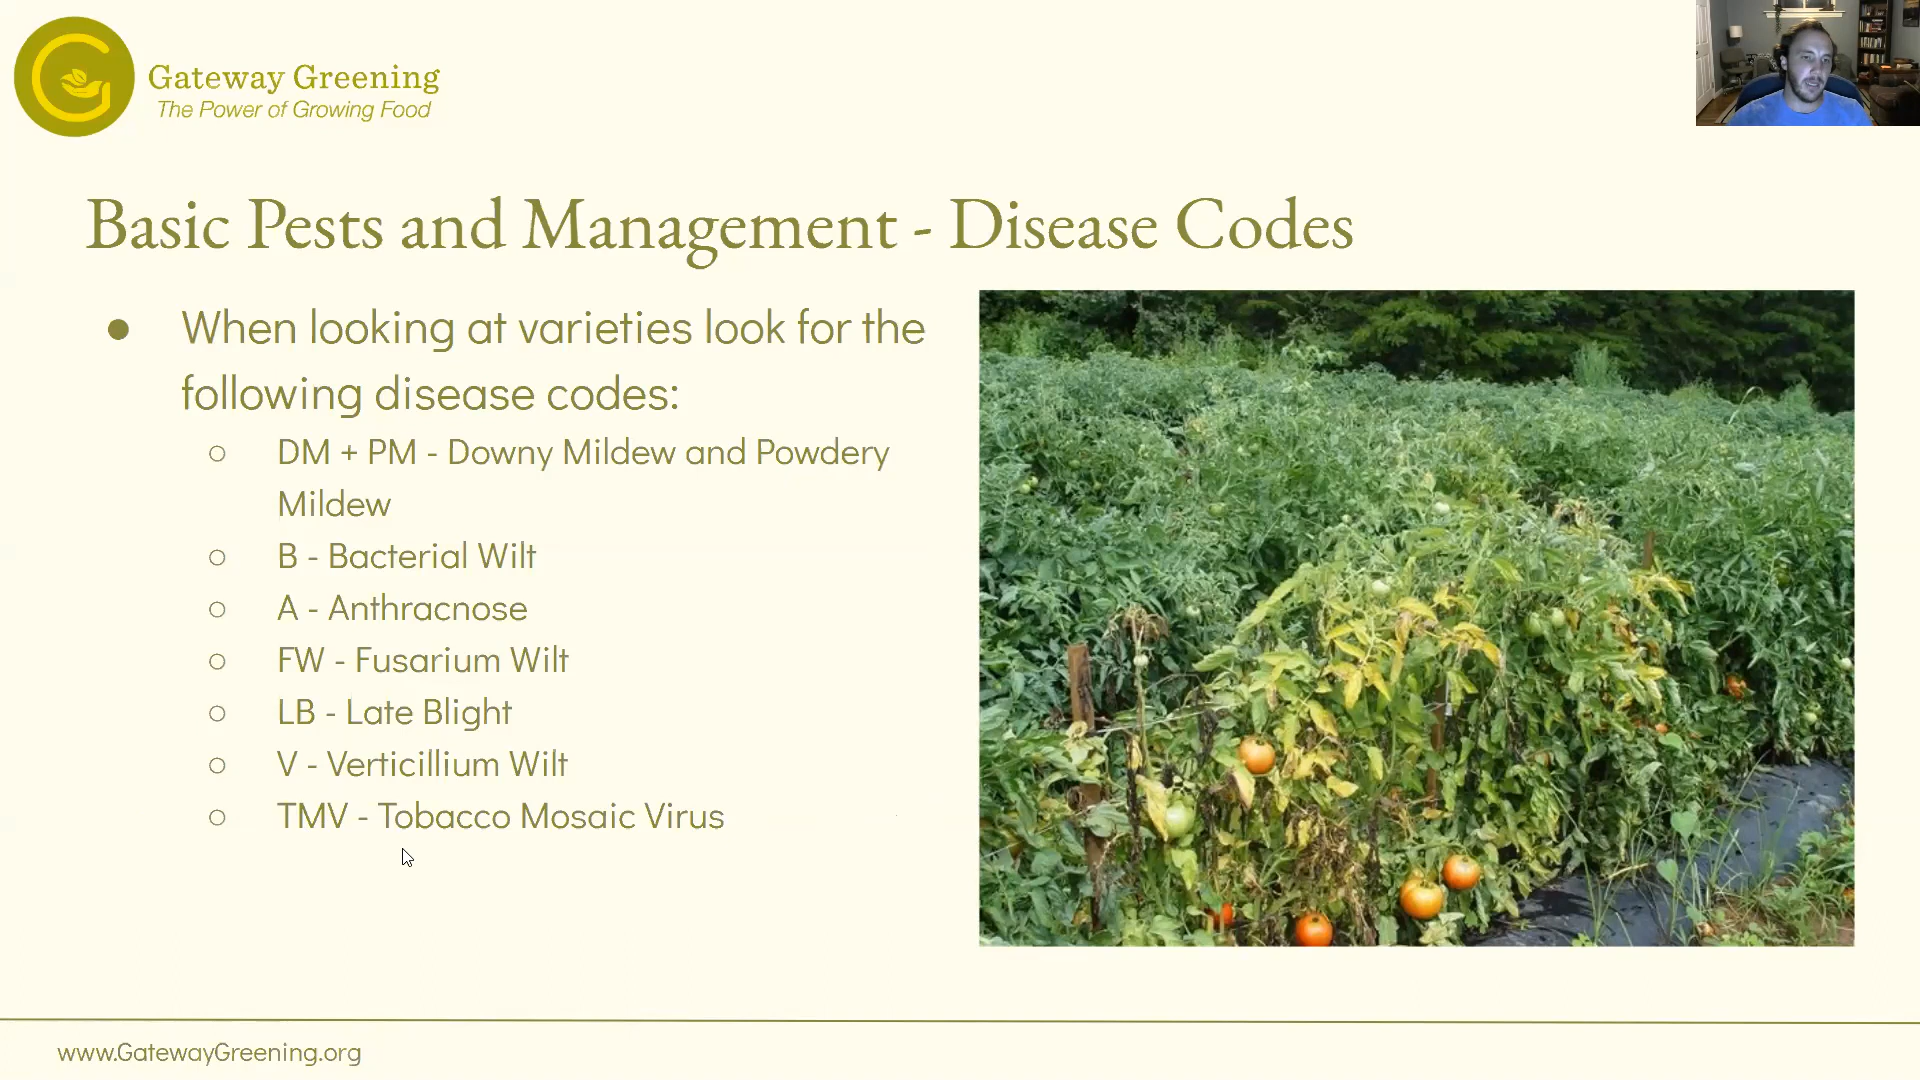 Gateway Greening
The Power of Growing Food
Basic Pests and Management - Disease Codes
● When looking at varieties look for the
following disease codes:
○ DM + PM - Downy Mildew and Powdery
Mildew
○ B - Bacterial Wilt
○ A - Anthracnose
○ FW - Fusarium Wilt
○ LB - Late Blight
○ V - Verticillium Wilt
○ TMV - Tobacco Mosaic Virus
www.GatewayGreening.org